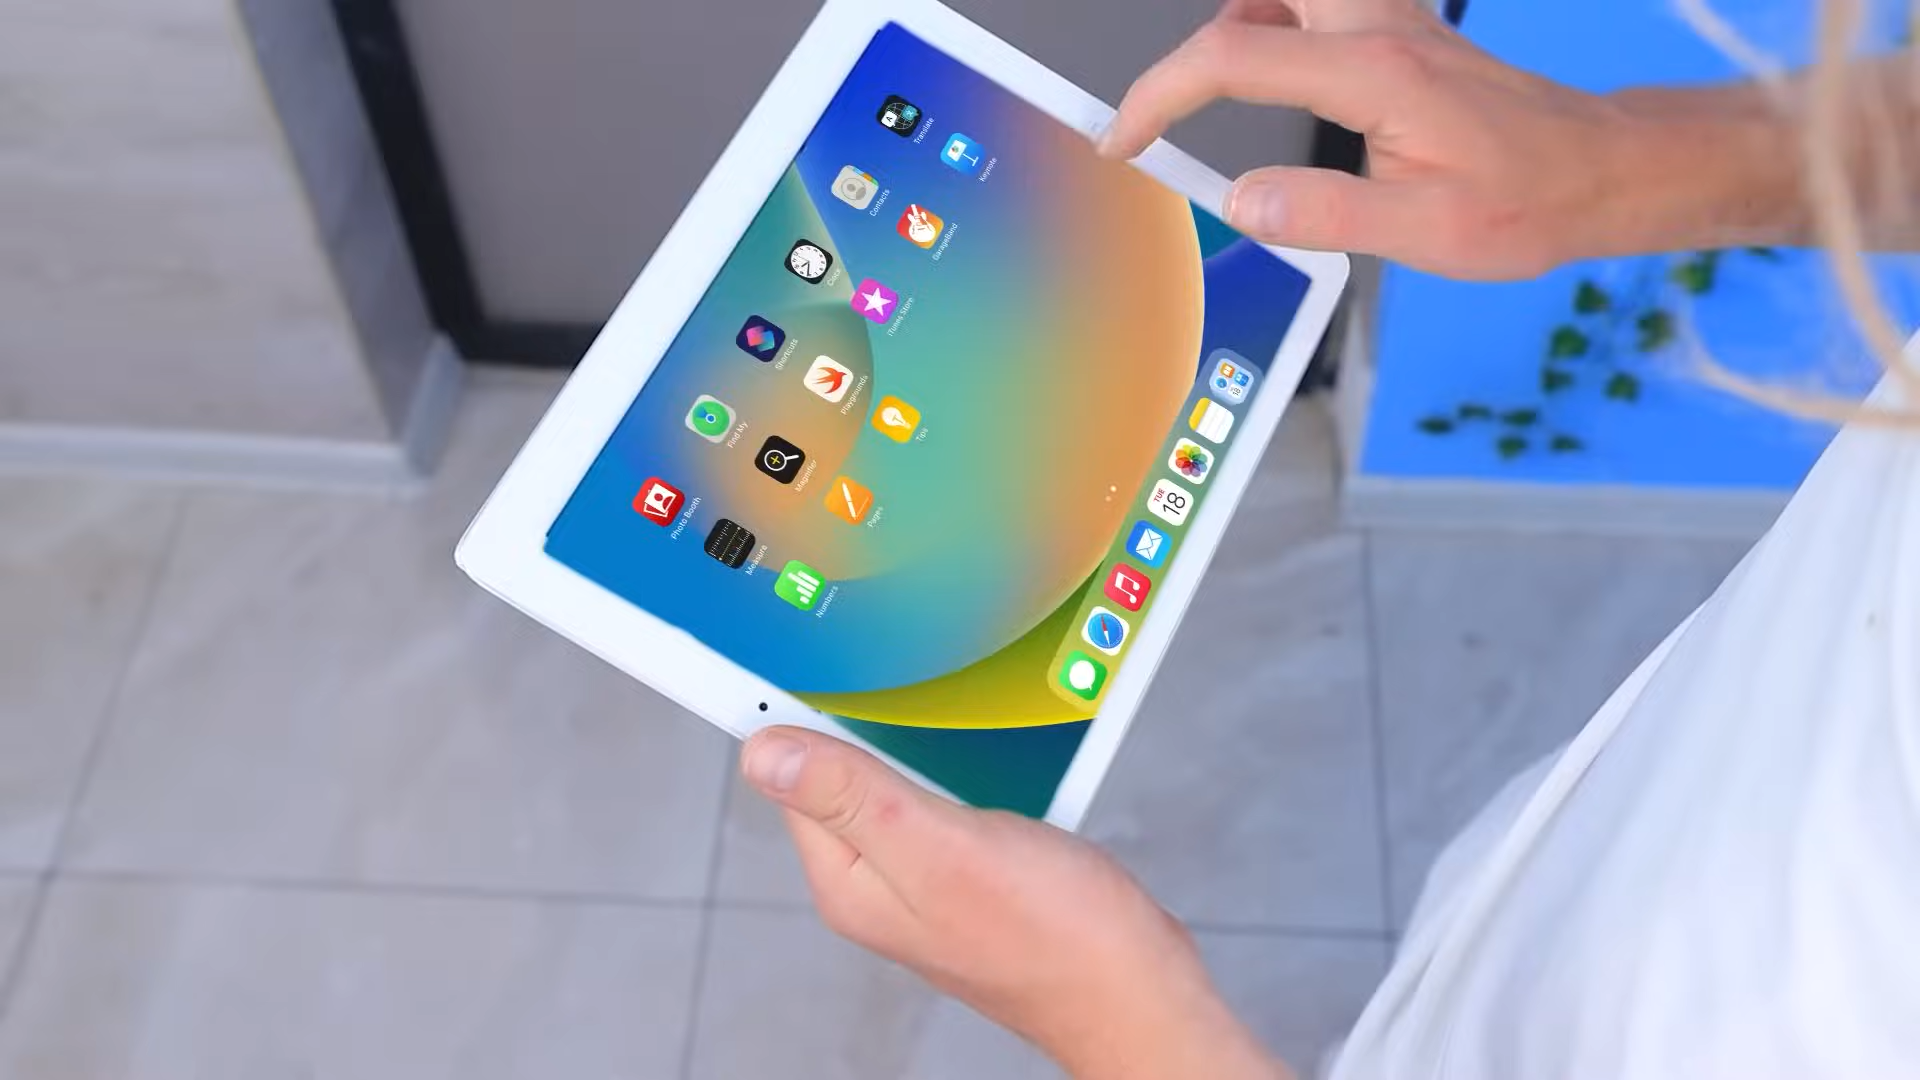 Photo Booth
Find My
Shortcuts
Clock
Contacts
Translate
Measure
Magnifier
Playgrounds
iTunes Store
GarageBand
Keynote
Numbers
Pages
Tips
TUE
18